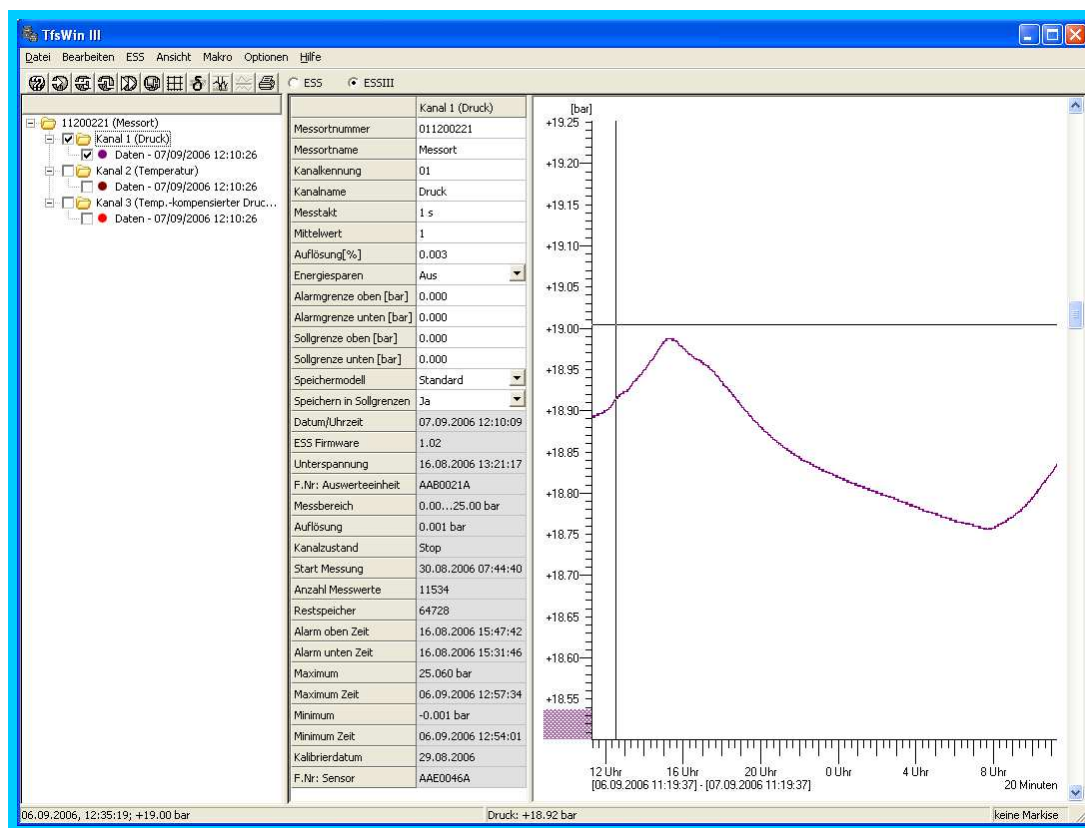 TfsWin III
Datei Bearbeiten ESS Ansicht Makro Optionen Hilfe
ESS ESSIII
11200221 (Messort)
Kanal 1 (Druck)
Daten - 07/09/2006 12:10:26
Kanal 2 (Temperatur)
Daten - 07/09/2006 12:10:26
Kanal 3 (Temp.-kompensierter Druc...
Daten - 07/09/2006 12:10:26
Kanal 1 (Druck)
Messortnummer 011200221
Messortname Messort
Kanalkennung 01
Kanalname Druck
Messtakt 1 s
Mittelwert 1
Auflösung[%] 0.003
Energiesparen Aus
Alarmgrenze oben [bar] 0.000
Alarmgrenze unten [bar] 0.000
Sollgrenze oben [bar] 0.000
Sollgrenze unten [bar] 0.000
Speichermodell Standard
Speichern in Sollgrenzen Ja
Datum/Uhrzeit 07.09.2006 12:10:09
ESS Firmware 1.02
Unterspannung 16.08.2006 13:21:17
F.Nr: Auswerteeinheit AAB0021A
Messbereich 0.00...25.00 bar
Auflösung 0.001 bar
Kanalzustand Stop
Start Messung 30.08.2006 07:44:40
Anzahl Messwerte 11534
Restspeicher 64728
Alarm oben Zeit 16.08.2006 15:47:42
Alarm unten Zeit 16.08.2006 15:31:46
Maximum 25.060 bar
Maximum Zeit 06.09.2006 12:57:34
Minimum -0.001 bar
Minimum Zeit 06.09.2006 12:54:01
Kalibrierdatum 29.08.2006
F.Nr: Sensor AAE0046A
[bar]
+19.25
+19.20
+19.15
+19.10
+19.05
+19.00
+18.95
+18.90
+18.85
+18.80
+18.75
+18.70
+18.65
+18.60
+18.55
12 Uhr 16 Uhr 20 Uhr 0 Uhr 4 Uhr 8 Uhr
[06.09.2006 11:19:37] - [07.09.2006 11:19:37] 20 Minuten
06.09.2006, 12:35:19; +19.00 bar Druck: +18.92 bar keine Markise